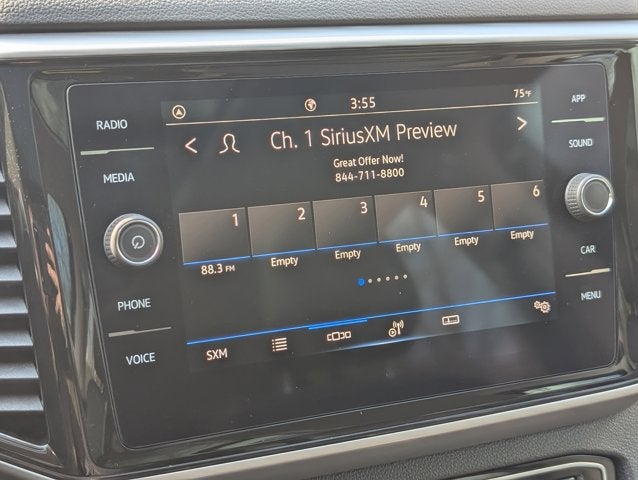 RADIO
MEDIA
PHONE
VOICE
3:55
75°F
Ch. 1 SiriusXM Preview
Great Offer Now!
844-711-8800
1 2 3 4 5 6
88.3 FM Empty Empty Empty Empty Empty
SXM
APP
SOUND
CAR
MENU